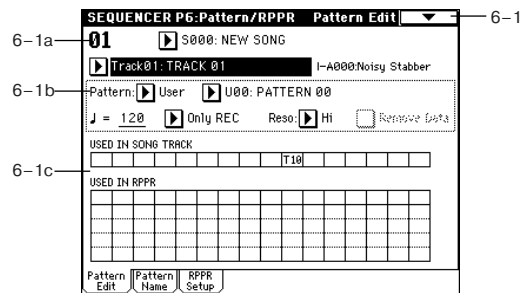 SEQUENCER P6:Pattern/RPPR Pattern Edit
6-1
6-1a
01 S000: NEW SONG
Track01: TRACK 01 I-A000:Noisy Stabber
6-1b
Pattern: User U00: PATTERN 00
♩ = 120 Only REC Reso: Hi Remove Data
USED IN SONG TRACK
6-1c
T10
USED IN RPPR
Pattern Edit Pattern Name RPPR Setup